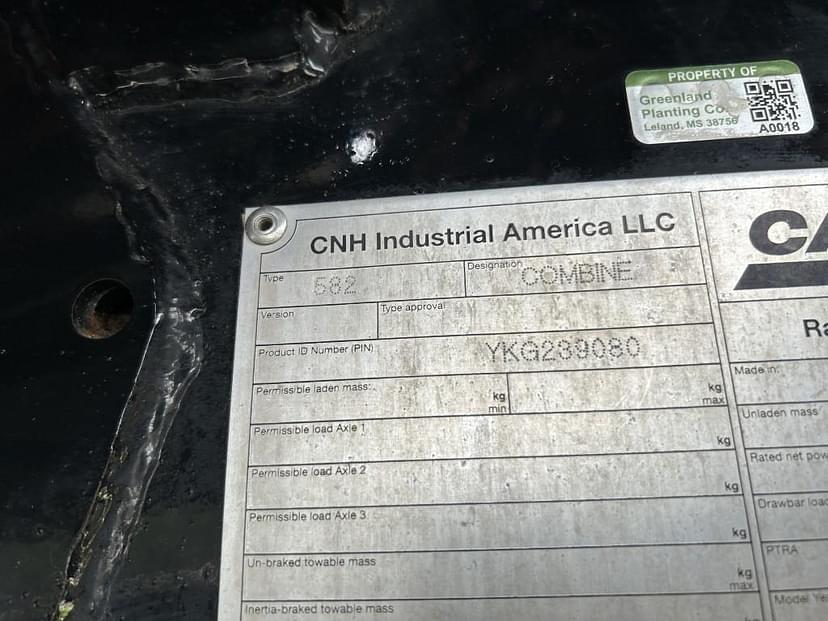 PROPERTY OF
Greenland
Planting Co.
Leland, MS 38756
A0018
CNH Industrial America LLC
CA
Type
582
Designation
COMBINE
Version
Type approval
Product ID Number (PIN)
YKG239080
Permissible laden mass:
kg
min
kg
max
Permissible load Axle 1
kg
Permissible load Axle 2
kg
Permissible load Axle 3
kg
Un-braked towable mass
kg
max
Inertia-braked towable mass
Ra
Made in:
Unladen mass
Rated net pow
Drawbar load
PTRA
Model Ye